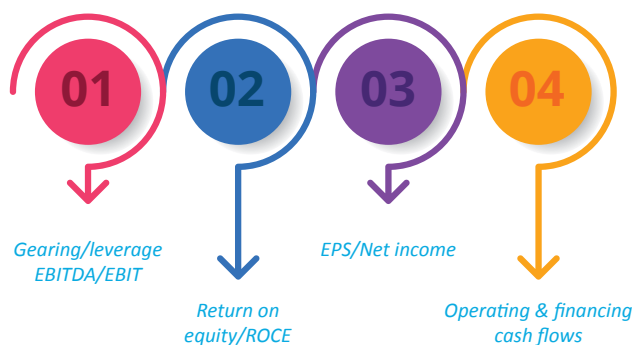 01
02
03
04
Gearing/leverage
EBITDA/EBIT
Return on
equity/ROCE
EPS/Net income
Operating & financing
cash flows